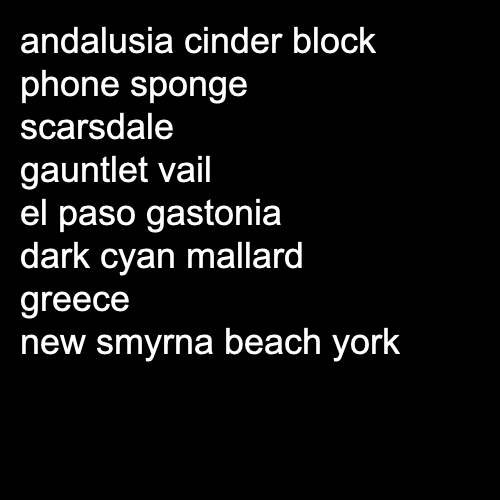 andalusia cinder block
phone sponge
scarsdale
gauntlet vail
el paso gastonia
dark cyan mallard
greece
new smyrna beach york